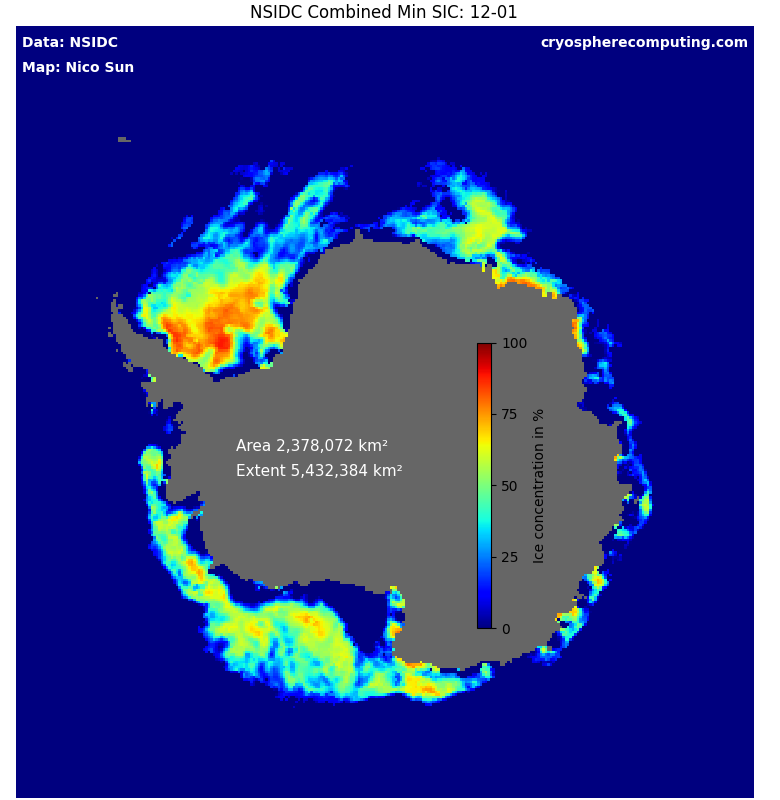 NSIDC Combined Min SIC: 12-01
Data: NSIDC
cryospherecomputing.com
Map: Nico Sun
Area 2,378,072 km²
Extent 5,432,384 km²
100
75
50
25
0
Ice concentration in %